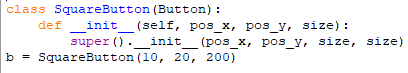 class SquareButton(Button):
    def __init__(self, pos_x, pos_y, size):
        super().__init__(pos_x, pos_y, size, size)
b = SquareButton(10, 20, 200)